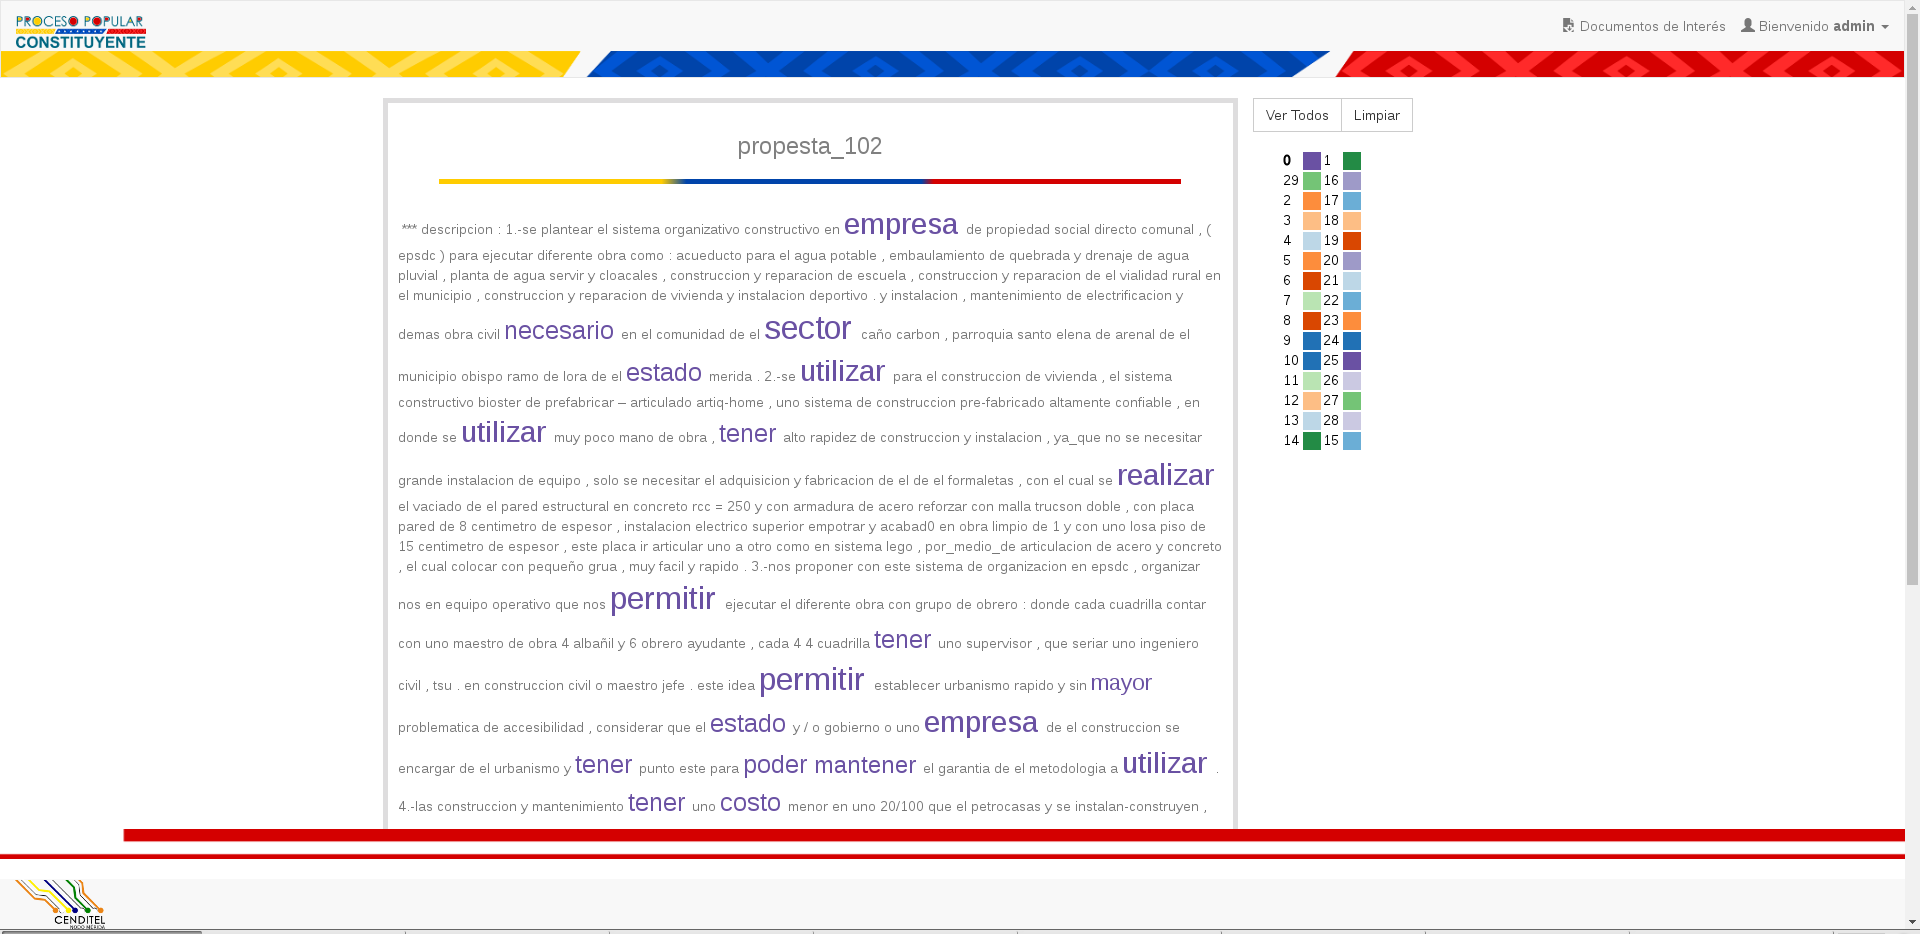 PROCESO POPULAR
CONSTITUYENTE
Documentos de Interés
Bienvenido admin
propesta_102
Ver Todos
Limpiar
*** descripcion : 1.-se plantear el sistema organizativo constructivo en empresa de propiedad social directo comunal , (
epsdc ) para ejecutar diferente obra como : acueducto para el agua potable , embaulamiento de quebrada y drenaje de agua
pluvial , planta de agua servir y cloacales , construccion y reparacion de escuela , construccion y reparacion de el vialidad rural en
el municipio , construccion y reparacion de vivienda y instalacion deportivo . y instalacion , mantenimiento de electrificacion y
demas obra civil necesario en el comunidad de el sector caño carbon , parroquia santo elena de arenal de el
municipio obispo ramo de lora de el estado merida . 2.-se utilizar para el construccion de vivienda , el sistema
constructivo bioster de prefabricar – articulado artiq-home , uno sistema de construccion pre-fabricado altamente confiable , en
donde se utilizar muy poco mano de obra , tener alto rapidez de construccion y instalacion , ya_que no se necesitar
grande instalacion de equipo , solo se necesitar el adquisicion y fabricacion de el de el formaletas , con el cual se realizar
el vaciado de el pared estructural en concreto rcc = 250 y con armadura de acero reforzar con malla trucson doble , con placa
pared de 8 centimetro de espesor , instalacion electrico superior empotrar y acabad0 en obra limpio de 1 y con uno losa piso de
15 centimetro de espesor , este placa ir articular uno a otro como en sistema lego , por_medio_de articulacion de acero y concreto
, el cual colocar con pequeño grua , muy facil y rapido . 3.-nos proponer con este sistema de organizacion en epsdc , organizar
nos en equipo operativo que nos permitir ejecutar el diferente obra con grupo de obrero : donde cada cuadrilla contar
con uno maestro de obra 4 albañil y 6 obrero ayudante , cada 4 4 cuadrilla tener uno supervisor , que seriar uno ingeniero
civil , tsu . en construccion civil o maestro jefe . este idea permitir establecer urbanismo rapido y sin mayor
problematica de accesibilidad , considerar que el estado y / o gobierno o uno empresa de el construccion se
encargar de el urbanismo y tener punto este para poder mantener el garantia de el metodologia a utilizar .
4.-las construccion y mantenimiento tener uno costo menor en uno 20/100 que el petrocasas y se instalan-construyen ,
0 1
29 16
2 17
3 18
4 19
5 20
6 21
7 22
8 23
9 24
10 25
11 26
12 27
13 28
14 15
CENDITEL
NODO MÉRIDA